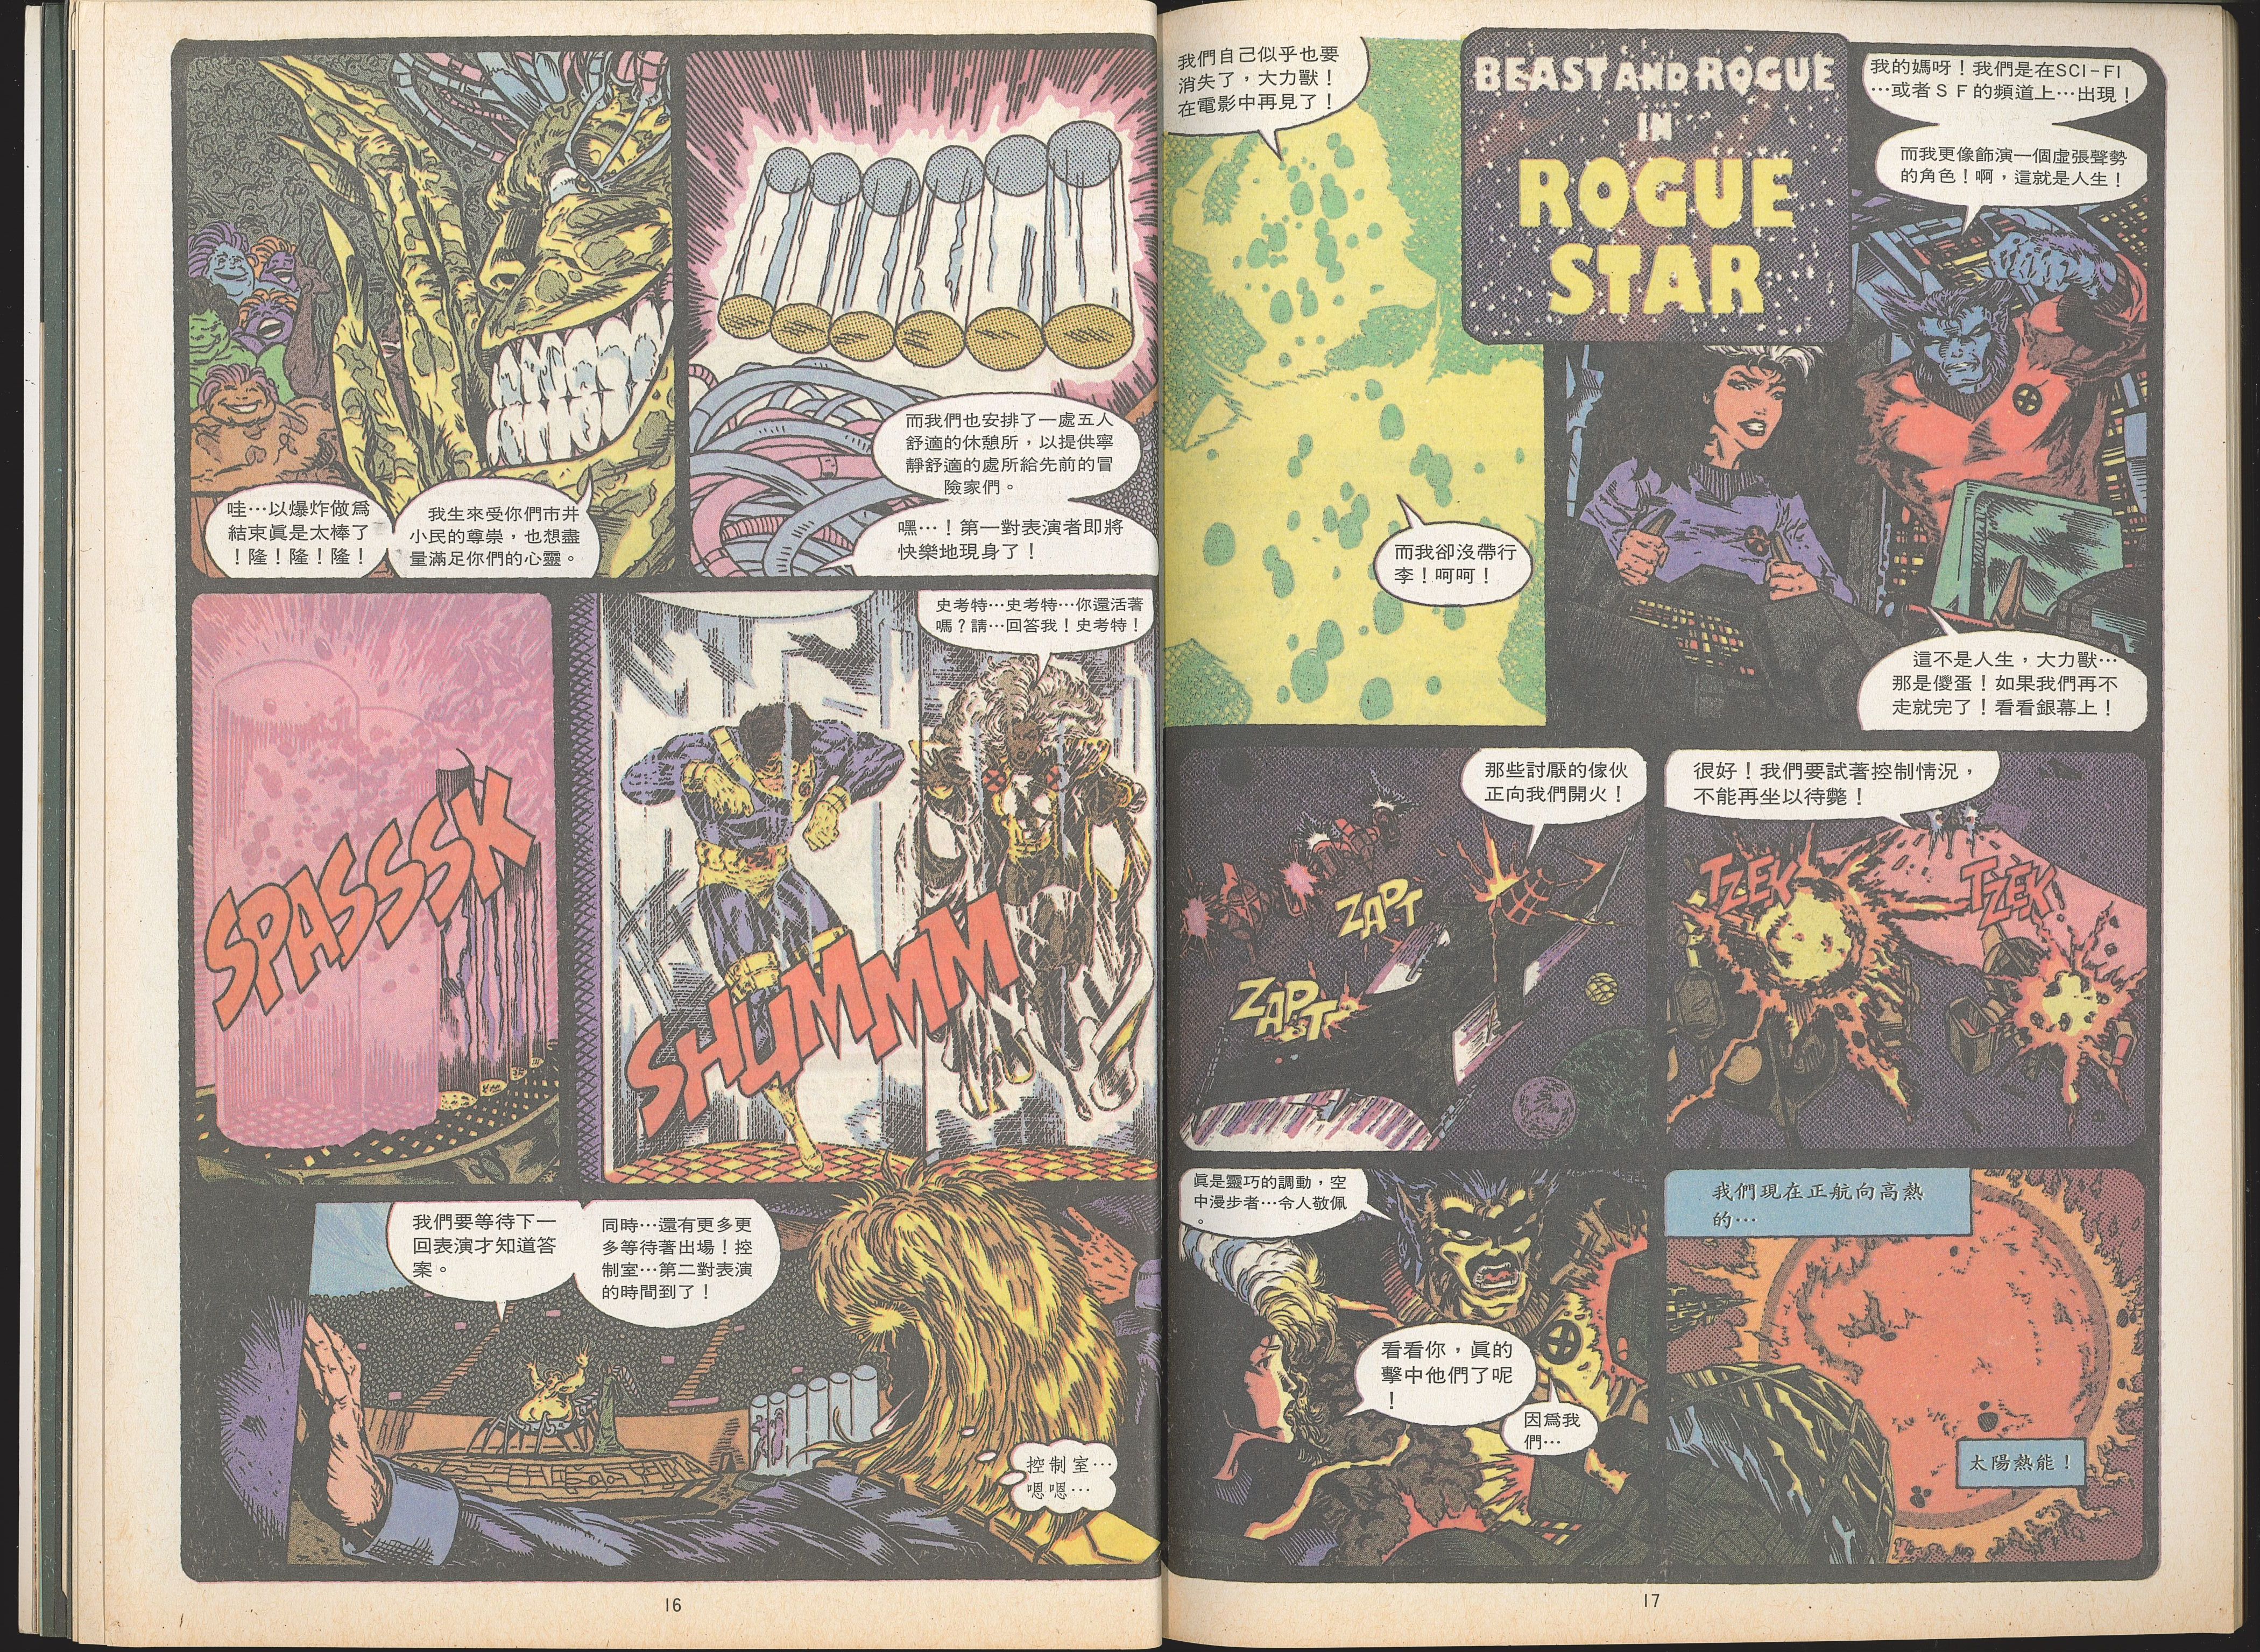 哇…以爆炸做為
結束眞是太棒了
！隆！隆！隆！
我生來受你們市井
小民的尊崇，也想盡
量滿足你們的心靈。
而我們也安排了一處五人
舒適的休憩所，以提供寧
靜舒適的處所給先前的冒
險家們。
嘿…！第一對表演者即將
快樂地現身了！
SPASSSK
史考特…史考特…你還活著
嗎？請…回答我！史考特！
SHUMMM
我們要等待下一
回表演才知道答
案。
同時…還有更多更
多等待著出場！控
制室…第二對表演
的時間到了！
控制室…
嗯嗯…
16
我們自己似乎也要
消失了，大力獸！
在電影中再見了！
而我卻沒帶行
李！呵呵！
BEAST AND ROGUE
IN
ROGUE
STAR
我的媽呀！我們是在SCI-FI
…或者ＳＦ的頻道上…出現！
而我更像飾演一個虛張聲勢
的角色！啊，這就是人生！
這不是人生，大力獸…
那是傻蛋！如果我們再不
走就完了！看看銀幕上！
那些討厭的傢伙
正向我們開火！
ZAPT
ZAPT
很好！我們要試著控制情況，
不能再坐以待斃！
TZEK
TZEK!
眞是靈巧的調動，空
中漫步者…令人敬佩
。
看看你，眞的
擊中他們了呢
！
因為我
們…
我們現在正航向高熱
的…
太陽熱能！
17